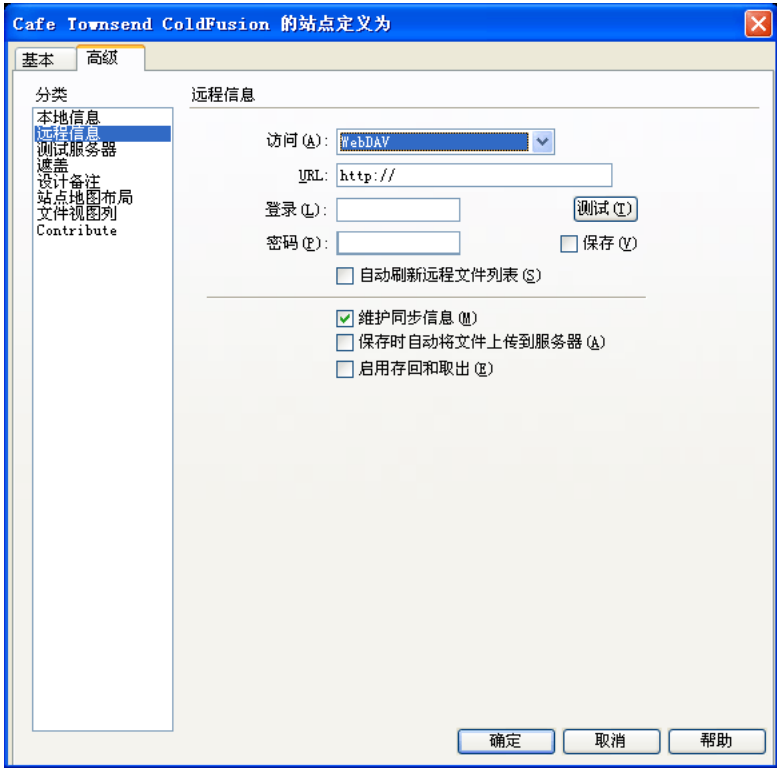 Cafe Townsend ColdFusion 的站点定义为
基本 高级
分类
本地信息
远程信息
测试服务器
遮盖
设计备注
站点地图布局
文件视图列
Contribute
远程信息
访问(A): WebDAV
URL: http://
登录(L): 测试(T)
密码(P): 保存(V)
自动刷新远程文件列表(S)
维护同步信息(M)
保存时自动将文件上传到服务器(A)
启用存回和取出(E)
确定 取消 帮助